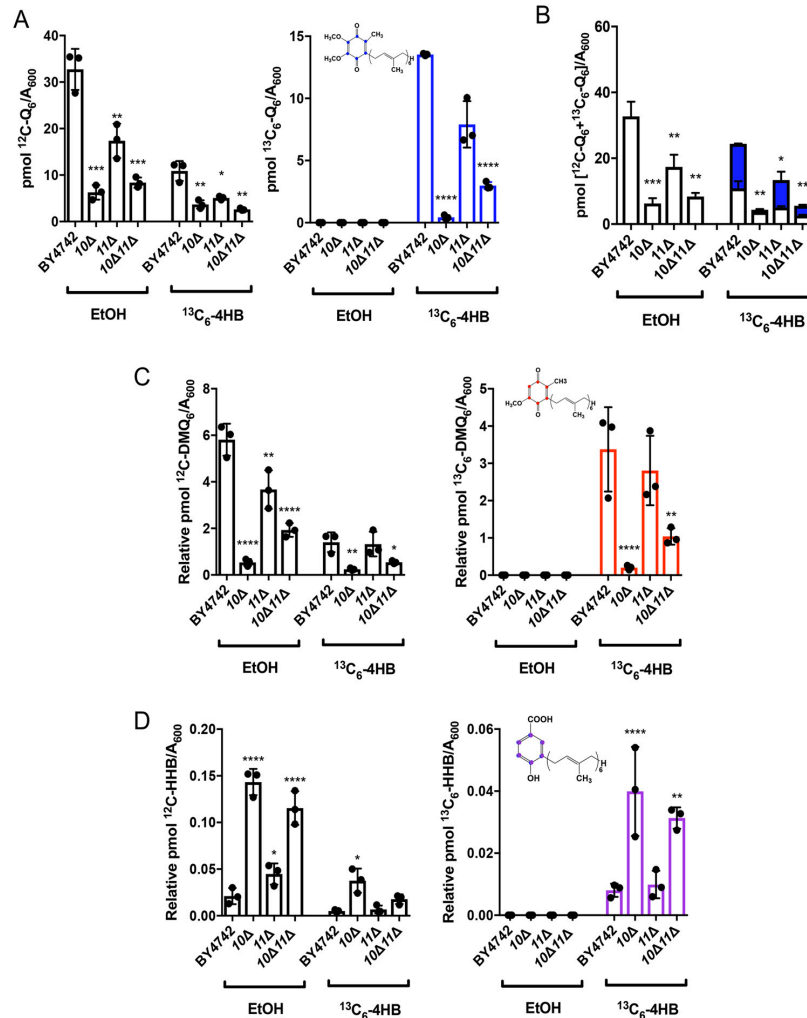 A
pmol ¹²C-Q₆/A₆₀₀
50
40
30
20
10
0
***
**
***
**
*
**
BY4742
10Δ
11Δ
10Δ11Δ
BY4742
10Δ
11Δ
10Δ11Δ
EtOH
¹³C₆-4HB
pmol ¹³C₆-Q₆/A₆₀₀
15
10
5
0
O
H₃CO
CH₃
H₃CO
O
CH₃
6
H
****
****
BY4742
10Δ
11Δ
10Δ11Δ
BY4742
10Δ
11Δ
10Δ11Δ
EtOH
¹³C₆-4HB
B
pmol [¹²C-Q₆+¹³C₆-Q₆]/A₆₀₀
60
40
20
0
***
**
**
**
*
**
BY4742
10Δ
11Δ
10Δ11Δ
BY4742
10Δ
11Δ
10Δ11Δ
EtOH
¹³C₆-4HB
C
Relative pmol ¹²C-DMQ₆/A₆₀₀
8
6
4
2
0
****
**
****
**
*
BY4742
10Δ
11Δ
10Δ11Δ
BY4742
10Δ
11Δ
10Δ11Δ
EtOH
¹³C₆-4HB
Relative pmol ¹³C₆-DMQ₆/A₆₀₀
5
4
3
2
1
0
O
CH3
H₃CO
O
CH₃
6
H
****
**
BY4742
10Δ
11Δ
10Δ11Δ
BY4742
10Δ
11Δ
10Δ11Δ
EtOH
¹³C₆-4HB
D
Relative pmol ¹²C-HHB/A₆₀₀
0.20
0.15
0.10
0.05
0.00
****
*
****
*
BY4742
10Δ
11Δ
10Δ11Δ
BY4742
10Δ
11Δ
10Δ11Δ
EtOH
¹³C₆-4HB
Relative pmol ¹³C₆-HHB/A₆₀₀
0.06
0.04
0.02
0.00
COOH
OH
CH₃
6
H
****
**
BY4742
10Δ
11Δ
10Δ11Δ
BY4742
10Δ
11Δ
10Δ11Δ
EtOH
¹³C₆-4HB